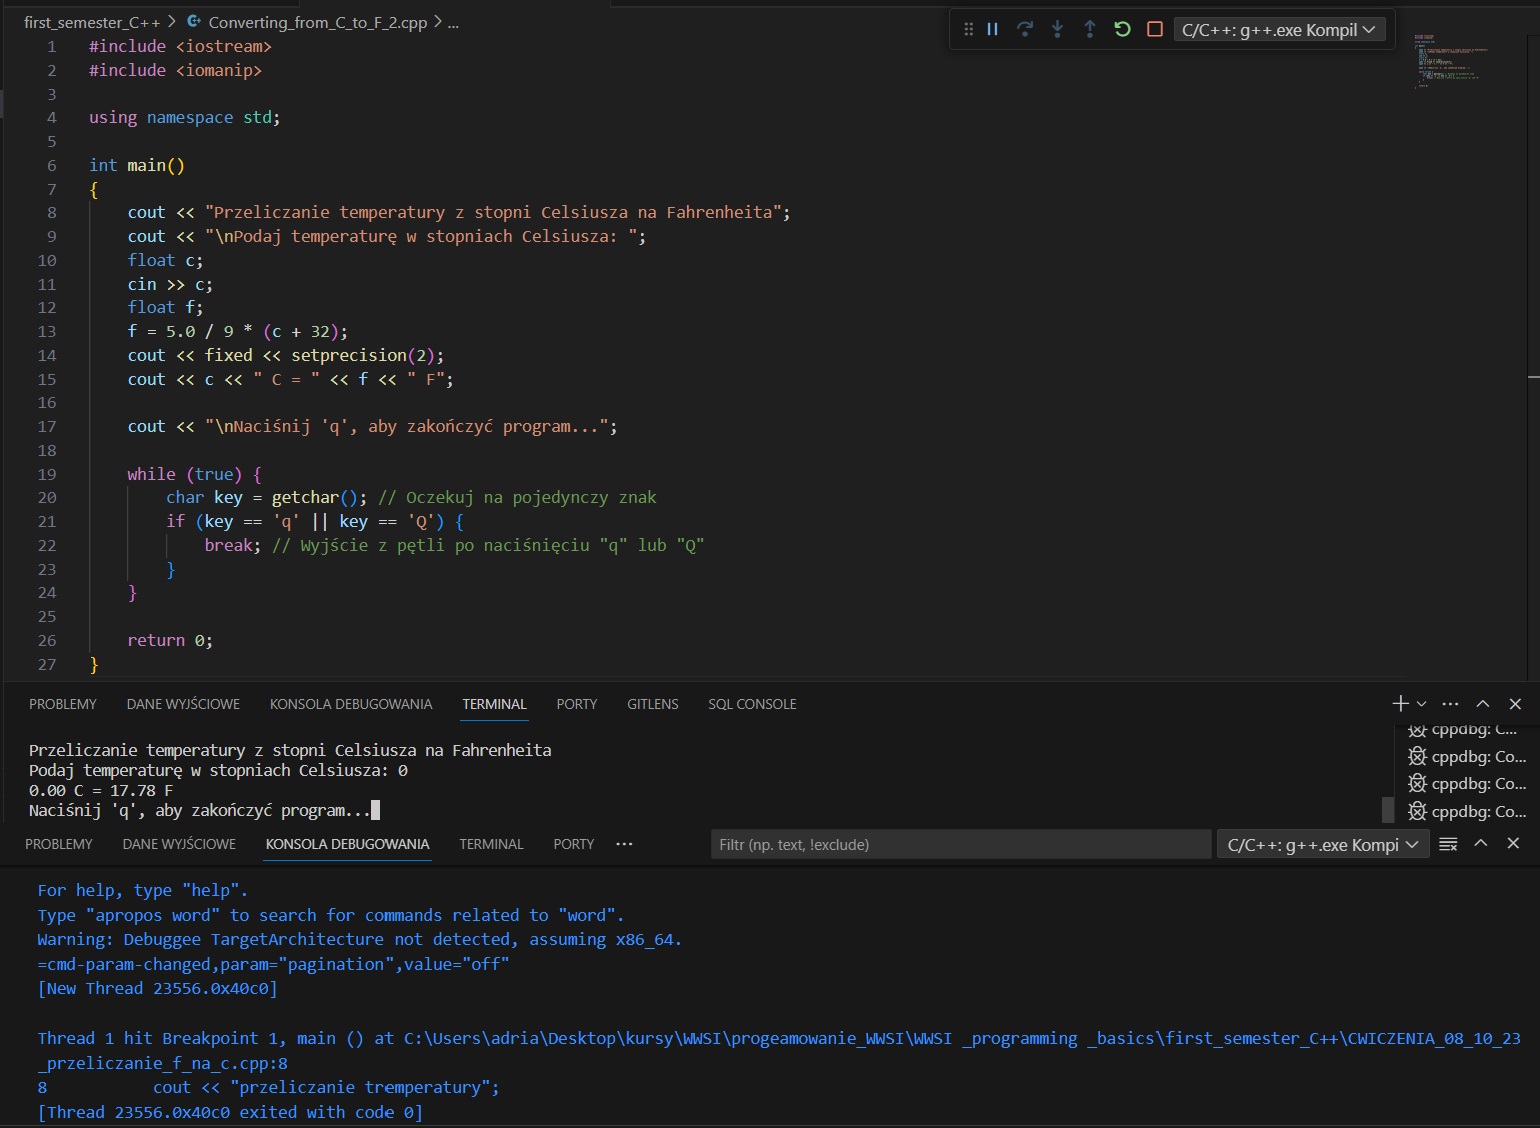 first_semester_C++ > Converting_from_C_to_F_2.cpp > ...
C/C++: g++.exe Kompil
1 #include <iostream>
2 #include <iomanip>
3
4 using namespace std;
5
6 int main()
7 {
8 cout << "Przeliczanie temperatury z stopni Celsiusza na Fahrenheita";
9 cout << "\nPodaj temperaturę w stopniach Celsiusza: ";
10 float c;
11 cin >> c;
12 float f;
13 f = 5.0 / 9 * (c + 32);
14 cout << fixed << setprecision(2);
15 cout << c << " C = " << f << " F";
16
17 cout << "\nNaciśnij 'q', aby zakończyć program...";
18
19 while (true) {
20 char key = getchar(); // Oczekuj na pojedynczy znak
21 if (key == 'q' || key == 'Q') {
22 break; // Wyjście z pętli po naciśnięciu "q" lub "Q"
23 }
24 }
25
26 return 0;
27 }
PROBLEMY DANE WYJŚCIOWE KONSOLA DEBUGOWANIA TERMINAL PORTY GITLENS SQL CONSOLE
Przeliczanie temperatury z stopni Celsiusza na Fahrenheita
Podaj temperaturę w stopniach Celsiusza: 0
0.00 C = 17.78 F
Naciśnij 'q', aby zakończyć program...
cppdbg: C...
cppdbg: Co...
cppdbg: Co...
cppdbg: Co...
PROBLEMY DANE WYJŚCIOWE KONSOLA DEBUGOWANIA TERMINAL PORTY ... Filtr (np. text, !exclude) C/C++: g++.exe Kompi
For help, type "help".
Type "apropos word" to search for commands related to "word".
Warning: Debuggee TargetArchitecture not detected, assuming x86_64.
=cmd-param-changed,param="pagination",value="off"
[New Thread 23556.0x40c0]
Thread 1 hit Breakpoint 1, main () at C:\Users\adria\Desktop\kursy\WWSI\progeamowanie_WWSI\WWSI _programming _basics\first_semester_C++\CWICZENIA_08_10_23
_przeliczanie_f_na_c.cpp:8
8 cout << "przeliczanie tremperatury";
[Thread 23556.0x40c0 exited with code 0]